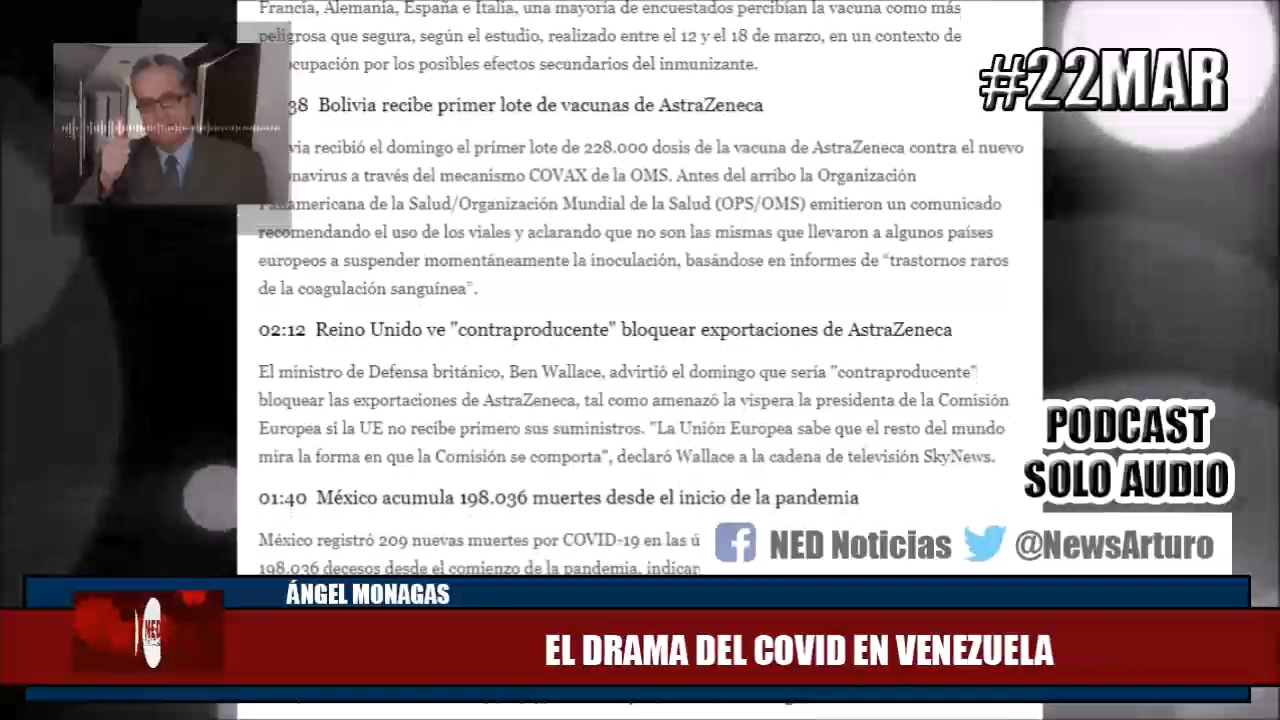 Francia, Alemania, España e Italia, una mayoría de encuestados percibían la vacuna como más
peligrosa que segura, según el estudio, realizado entre el 12 y el 18 de marzo, en un contexto de
ocupación por los posibles efectos secundarios del inmunizante.
#22MAR
38 Bolivia recibe primer lote de vacunas de AstraZeneca
via recibió el domingo el primer lote de 228.000 dosis de la vacuna de AstraZeneca contra el nuevo
navirus a través del mecanismo COVAX de la OMS. Antes del arribo la Organización
Panamericana de la Salud/Organización Mundial de la Salud (OPS/OMS) emitieron un comunicado
recomendando el uso de los viales y aclarando que no son las mismas que llevaron a algunos países
europeos a suspender momentáneamente la inoculación, basándose en informes de "trastornos raros
de la coagulación sanguínea".
02:12 Reino Unido ve "contraproducente" bloquear exportaciones de AstraZeneca
El ministro de Defensa británico, Ben Wallace, advirtió el domingo que sería "contraproducente"
bloquear las exportaciones de AstraZeneca, tal como amenazó la víspera la presidenta de la Comisión
Europea si la UE no recibe primero sus suministros. "La Unión Europea sabe que el resto del mundo
mira la forma en que la Comisión se comporta", declaró Wallace a la cadena de televisión SkyNews.
PODCAST
SOLO AUDIO
01:40 México acumula 198.036 muertes desde el inicio de la pandemia
México registró 209 nuevas muertes por COVID-19 en las ú
198.036 decesos desde el comienzo de la pandemia, indicar
NED Noticias @NewsArturo
ÁNGEL MONAGAS
NED
EL DRAMA DEL COVID EN VENEZUELA